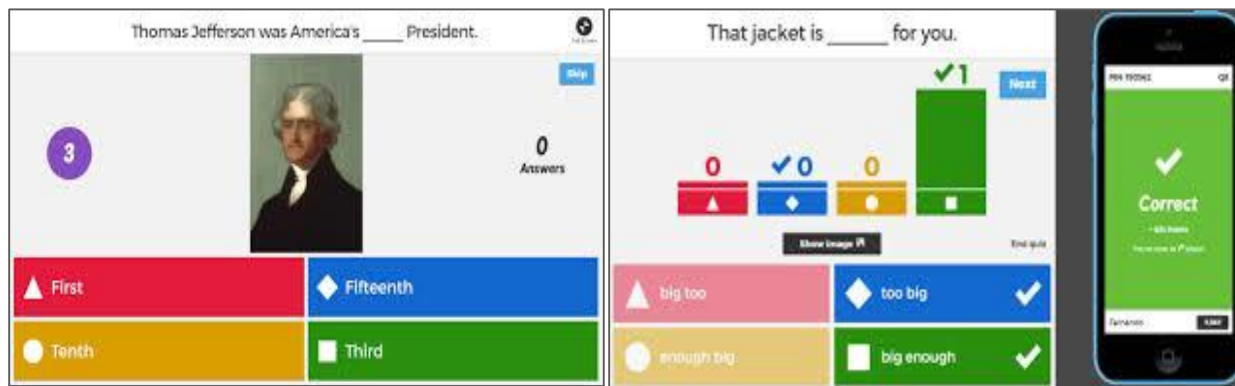 Thomas Jefferson was America's _____ President.
Skip
3
0
Answers
First
Fifteenth
Tenth
Third
That jacket is ______ for you.
1
Next
0
0
0
Show image
End quiz
big too
too big
enough big
big enough
Correct
Fernando